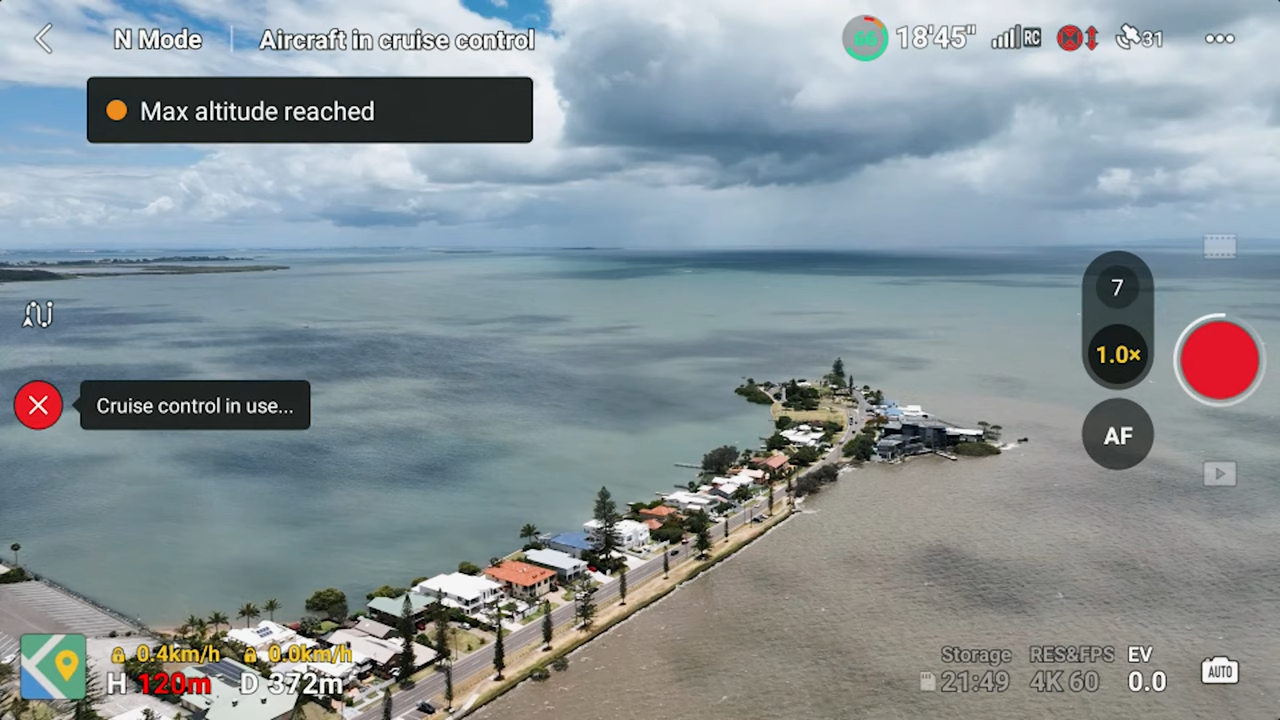 N Mode
Aircraft in cruise control
66
18'45"
RC
31
Max altitude reached
7
1.0×
Cruise control in use...
AF
0.4km/h
0.0km/h
H 120m
D 372m
Storage
21:49
RES&FPS
4K 60
EV
0.0
AUTO